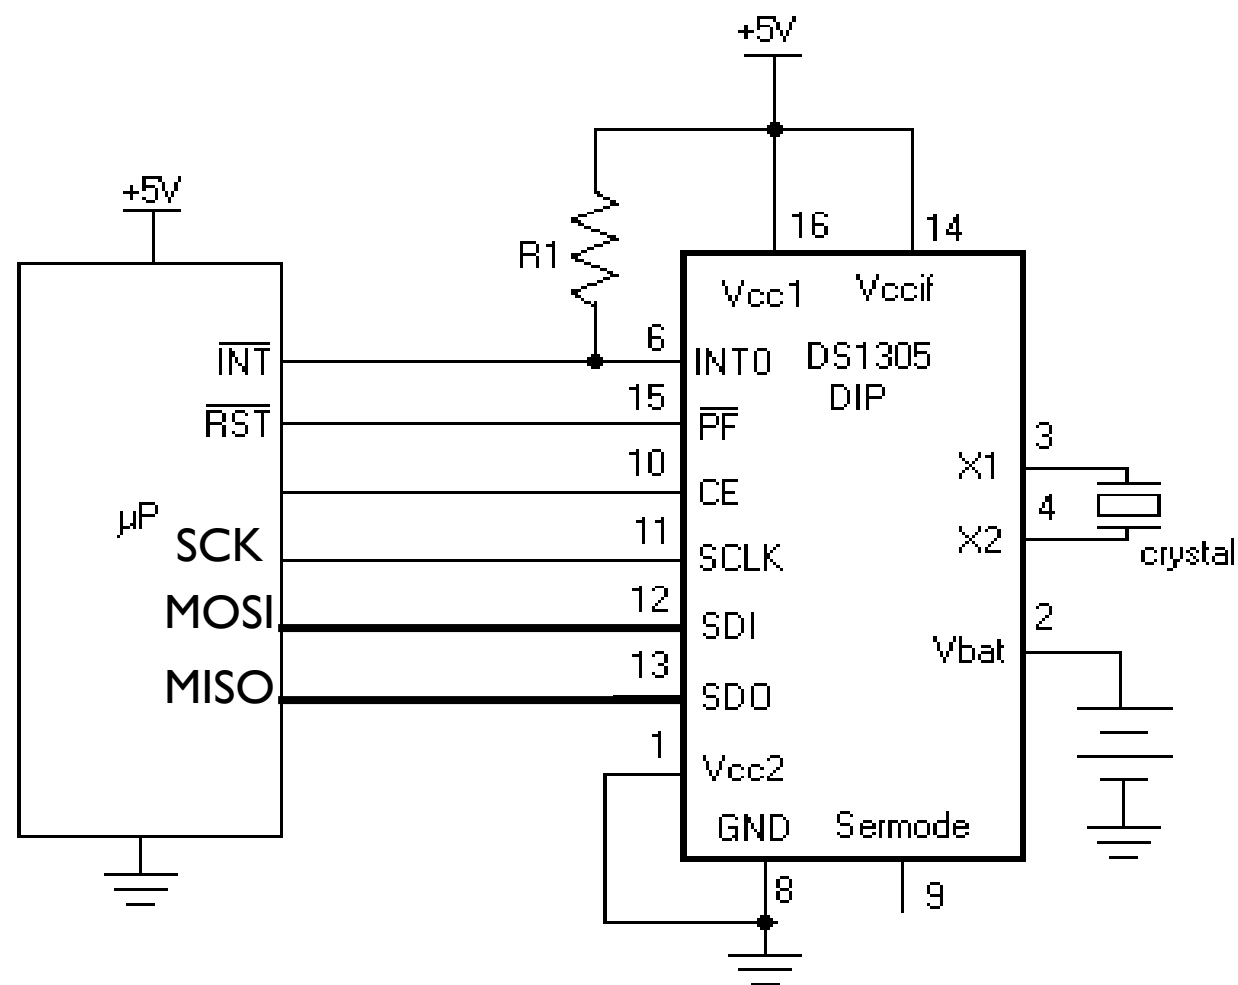 +5V
+5V
16
14
R1
Vcc1
Vccif
6
INT
INT0
DS1305
DIP
15
RST
PF
3
10
X1
CE
4
µP
11
SCK
SCLK
X2
crystal
12
MOSI
SDI
2
13
Vbat
MISO
SDO
1
Vcc2
GND
Sermode
8
9